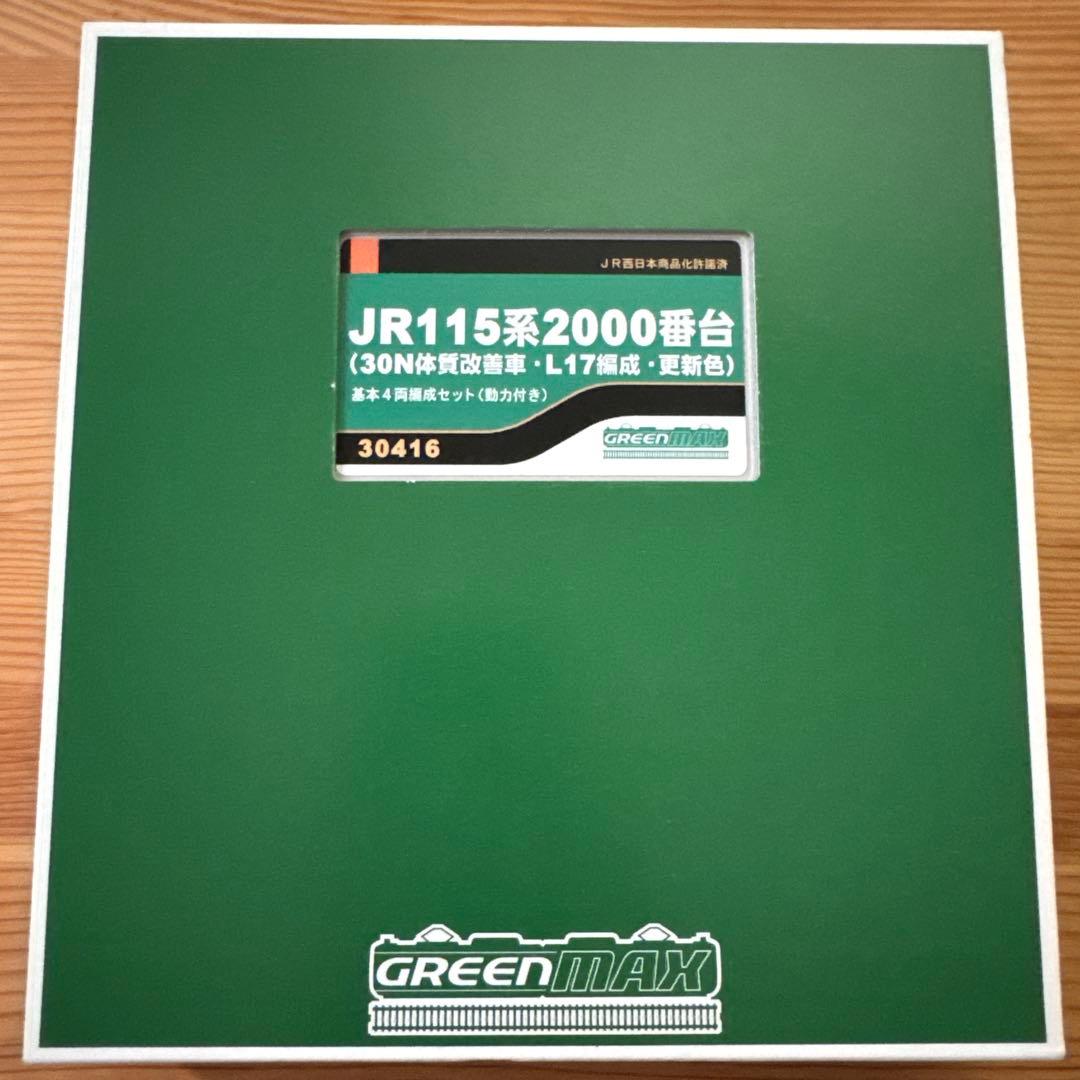 JR西日本商品化許諾済
JR115系2000番台
(30N体質改善車・L17編成・更新色)
基本4両編成セット(動力付き)
30416
GREENMAX
GREENMAX